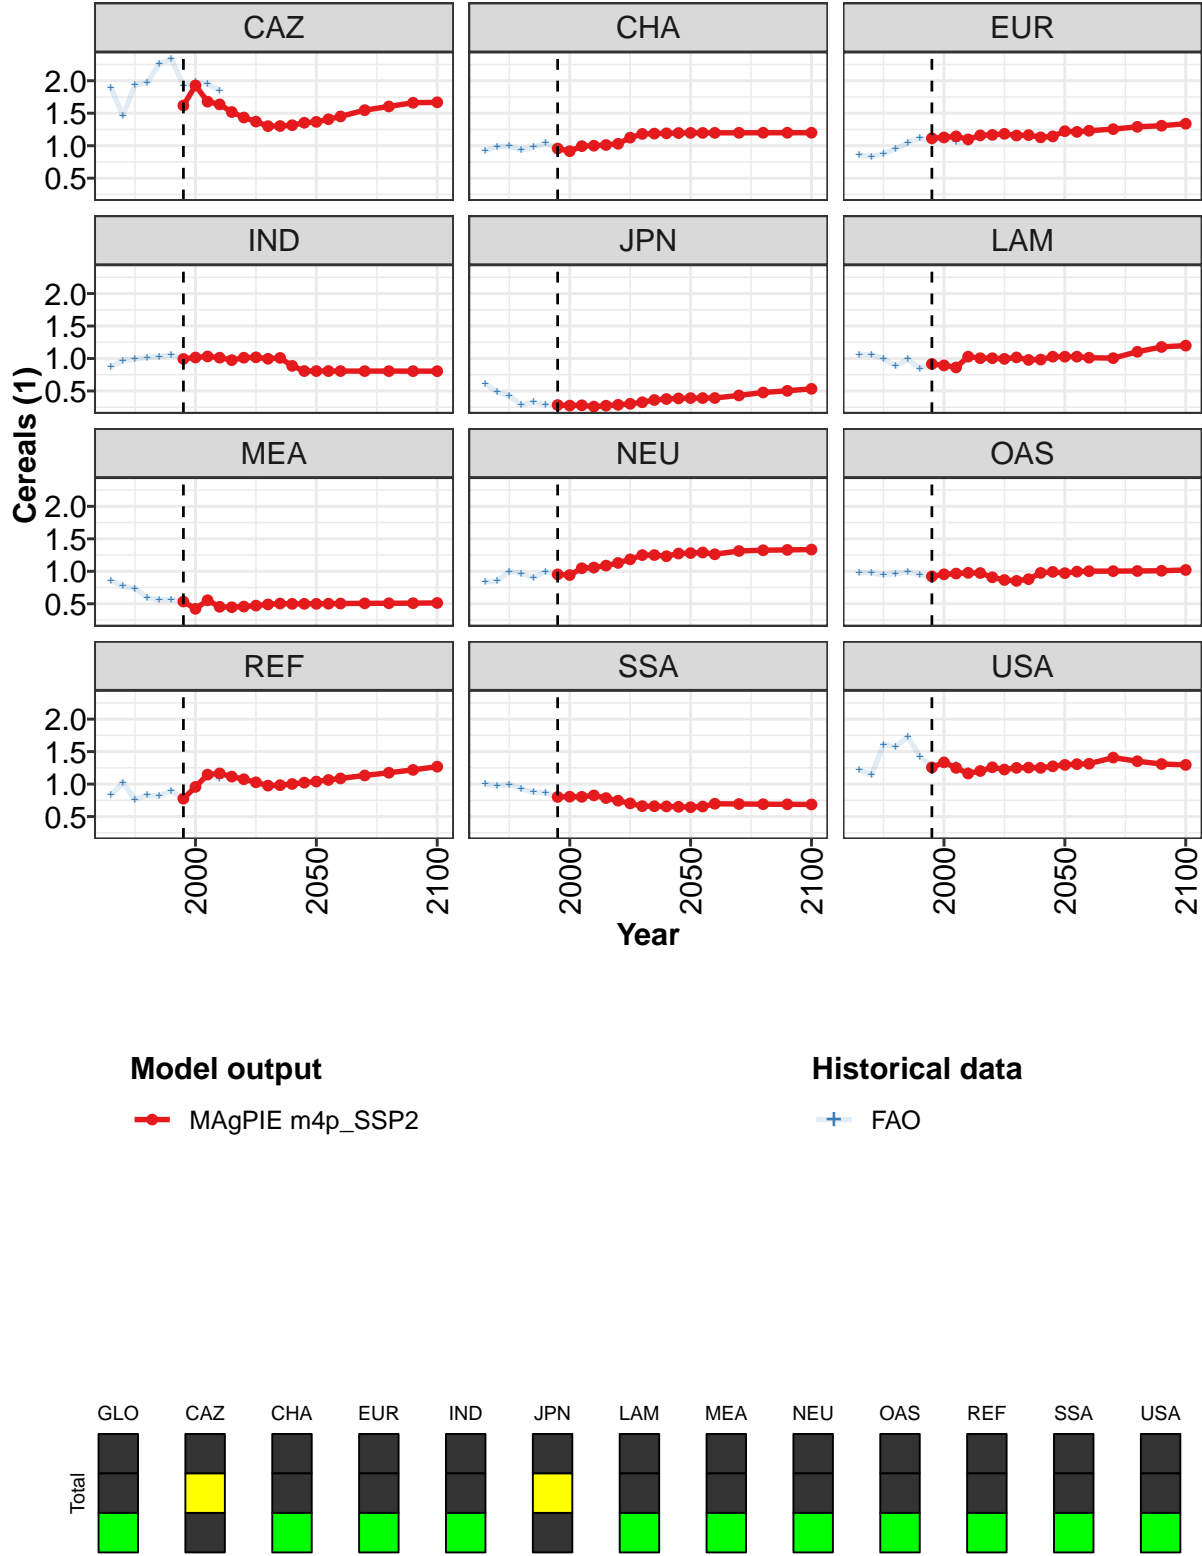 CAZ CHA EUR
2.0
1.5
1.0
0.5
IND JPN LAM
2.0
1.5
1.0
0.5
Cereals (1)
MEA NEU OAS
2.0
1.5
1.0
0.5
REF SSA USA
2.0
1.5
1.0
0.5
2000 2050 2100 2000 2050 2100 2000 2050 2100
Year
Model output Historical data
MAgPIE m4p_SSP2 FAO
GLO CAZ CHA EUR IND JPN LAM MEA NEU OAS REF SSA USA
Total